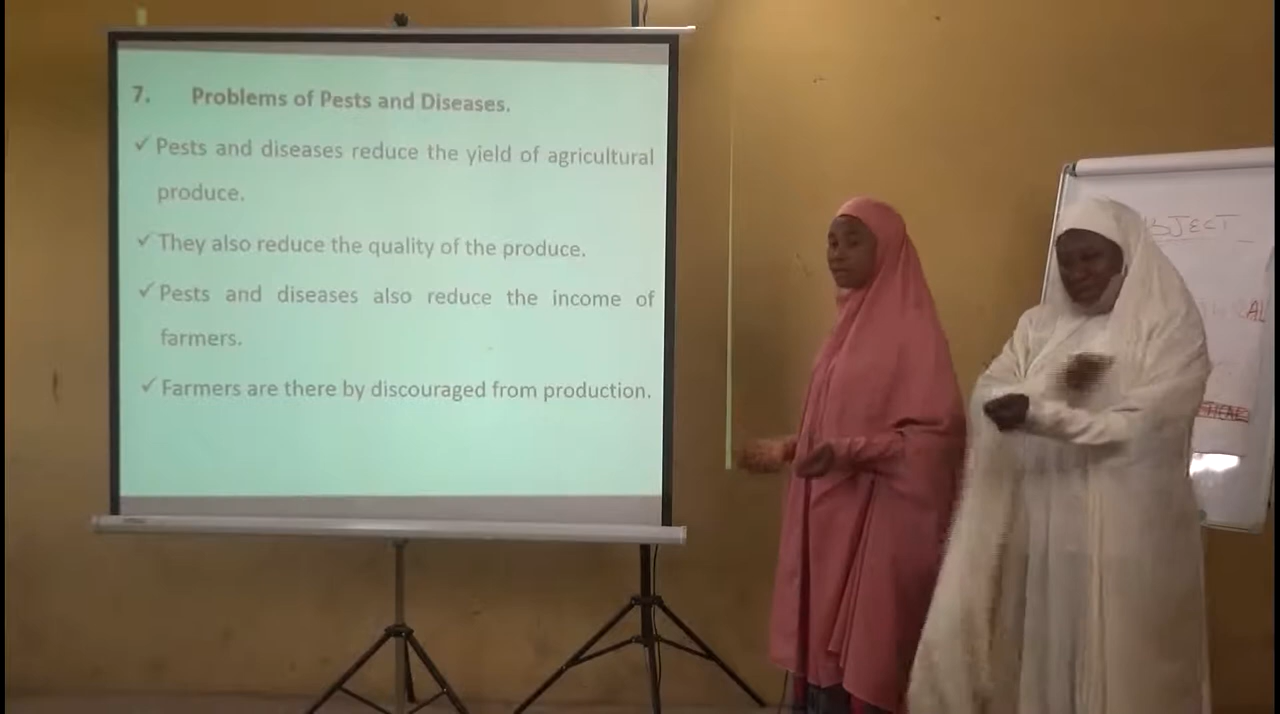 7. Problems of Pests and Diseases.
✓ Pests and diseases reduce the yield of agricultural
produce.
✓ They also reduce the quality of the produce.
✓ Pests and diseases also reduce the income of
farmers.
✓ Farmers are there by discouraged from production.